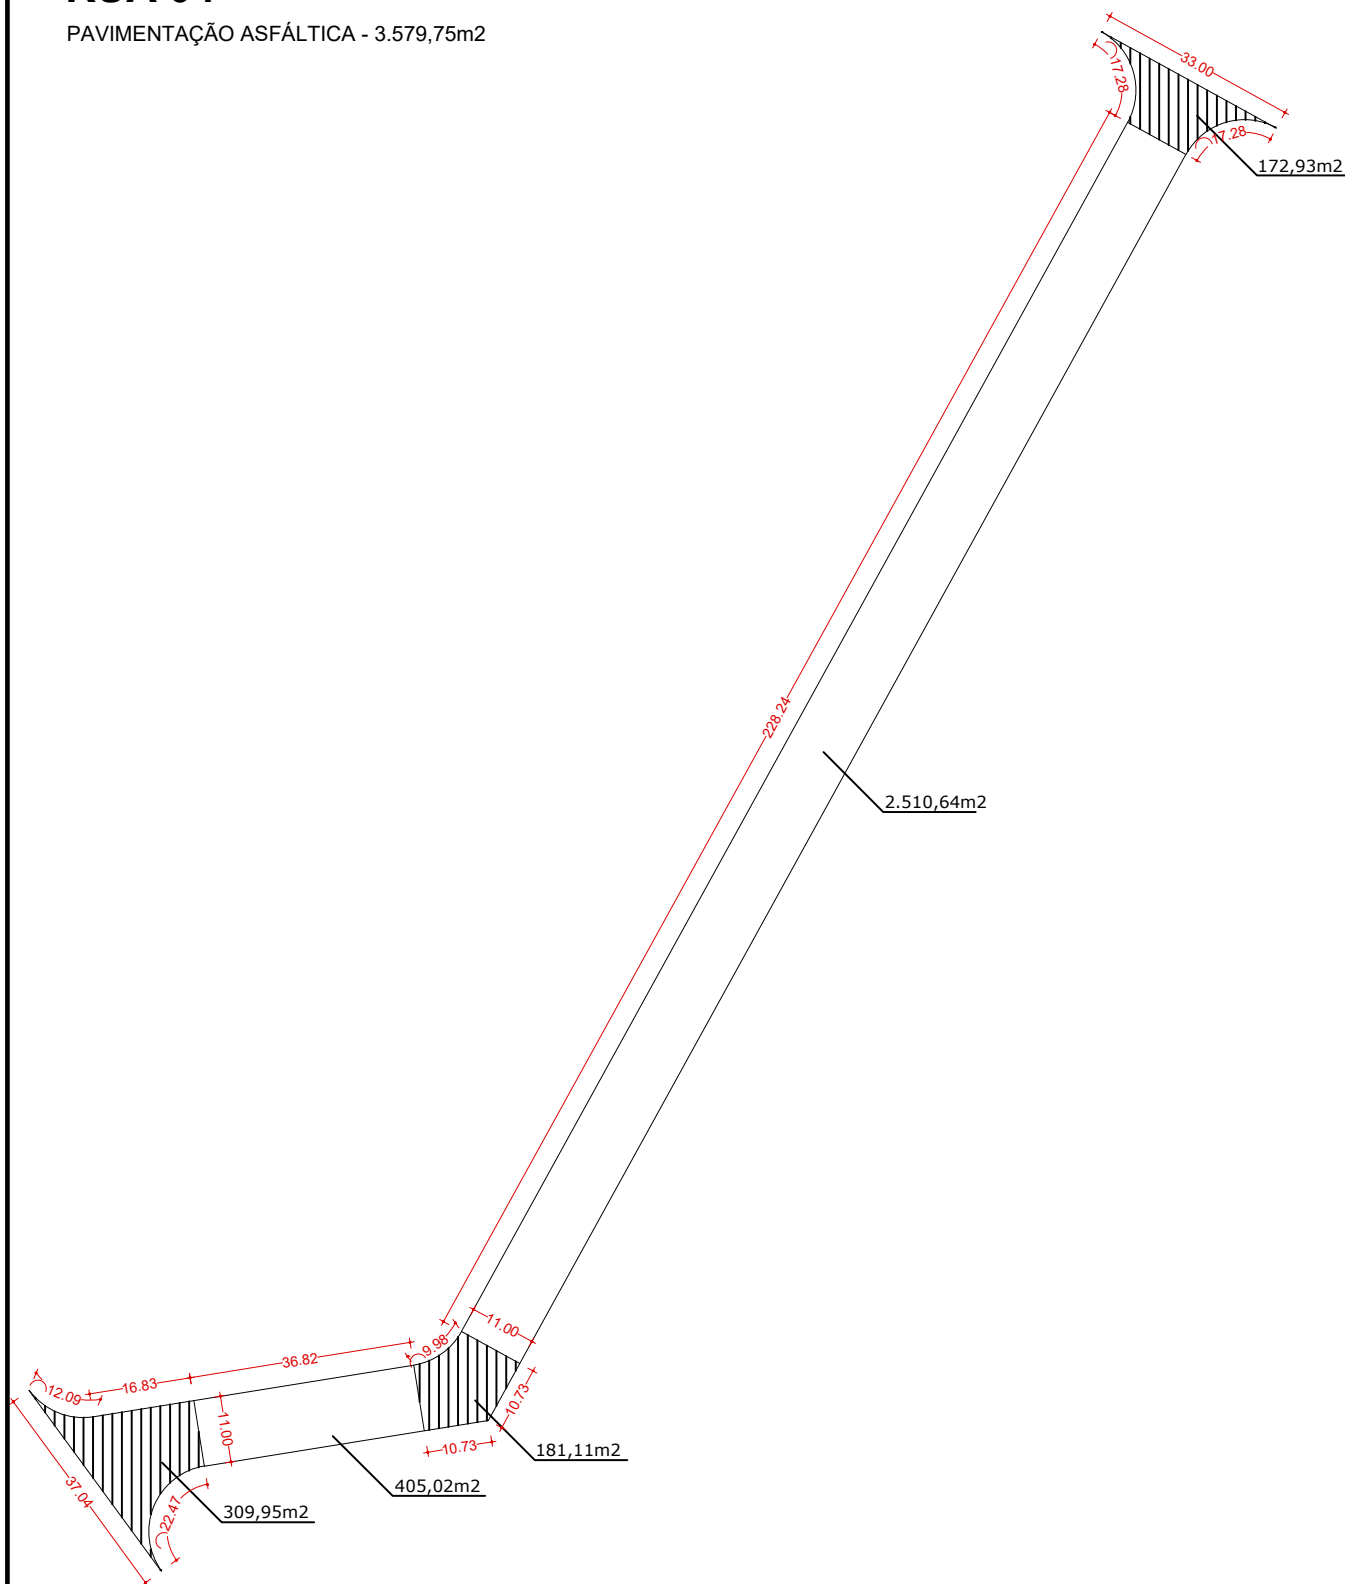 PAVIMENTAÇÃO ASFÁLTICA - 3.579,75m2
33.00
17.28
17.28
172,93m2
228.24
2.510,64m2
11.00
9.98
36.82
16.83
12.09
11.00
10.73
10.73
181,11m2
405,02m2
37.04
22.47
309,95m2